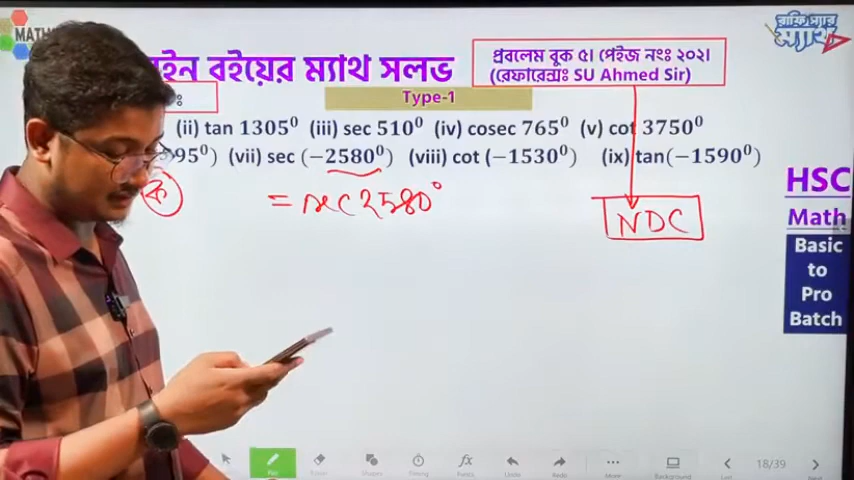 MATH
রাফি স্যার
ম্যাথ
ইন বইয়ের ম্যাথ সলভ
প্রবলেম বুক ৫। পেইজ নংঃ ২০২।
(রেফারেন্সঃ SU Ahmed Sir)
Type-1
(ii) tan 1305⁰ (iii) sec 510⁰ (iv) cosec 765⁰ (v) cot 3750⁰
95⁰) (vii) sec (−2580⁰) (viii) cot (−1530⁰) (ix) tan(−1590⁰)
ক
= sec 2580°
NDC
HSC
Math
Basic
to
Pro
Batch
18/39